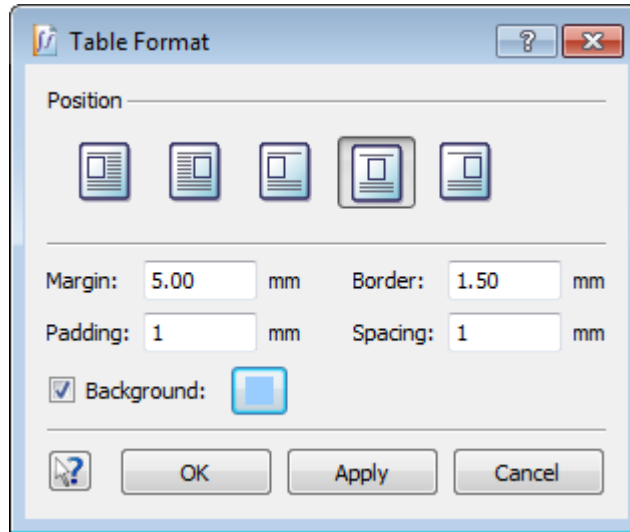 Table Format
Position
Margin: 5.00 mm Border: 1.50 mm
Padding: 1 mm Spacing: 1 mm
Background:
OK Apply Cancel